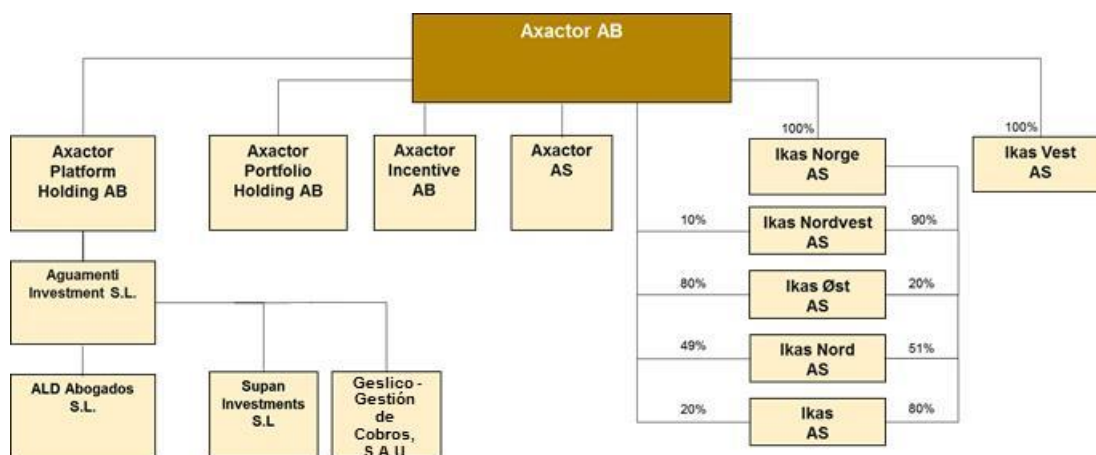 Axactor AB
100%
100%
Axactor
Platform
Holding AB
Axactor
Portfolio
Holding AB
Axactor
Incentive
AB
Axactor
AS
Ikas Norge
AS
Ikas Vest
AS
10%
Ikas Nordvest
AS
90%
Aguamenti
Investment S.L.
80%
Ikas Øst
AS
20%
49%
Ikas Nord
AS
51%
ALD Abogados
S.L.
Supan
Investments
S.L
Geslico -
Gestión
de
Cobros,
S.A.U
20%
Ikas
AS
80%